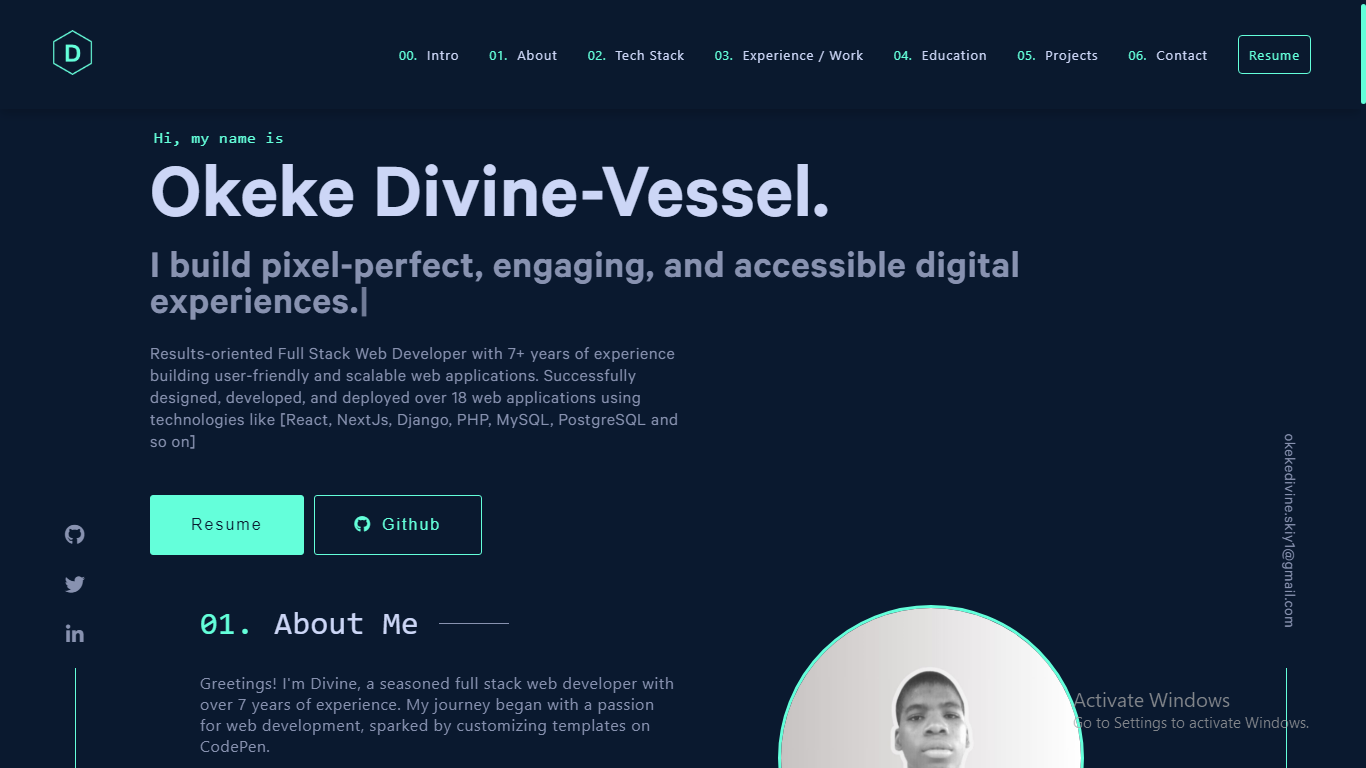 D
00. Intro 01. About 02. Tech Stack 03. Experience / Work 04. Education 05. Projects 06. Contact Resume
Hi, my name is
Okeke Divine-Vessel.
I build pixel-perfect, engaging, and accessible digital
experiences.|
Results-oriented Full Stack Web Developer with 7+ years of experience
building user-friendly and scalable web applications. Successfully
designed, developed, and deployed over 18 web applications using
technologies like [React, NextJs, Django, PHP, MySQL, PostgreSQL and
so on]
Resume Github
okekedivine.skiy1@gmail.com
01. About Me
Greetings! I'm Divine, a seasoned full stack web developer with
over 7 years of experience. My journey began with a passion
for web development, sparked by customizing templates on
CodePen.
Activate Windows
Go to Settings to activate Windows.